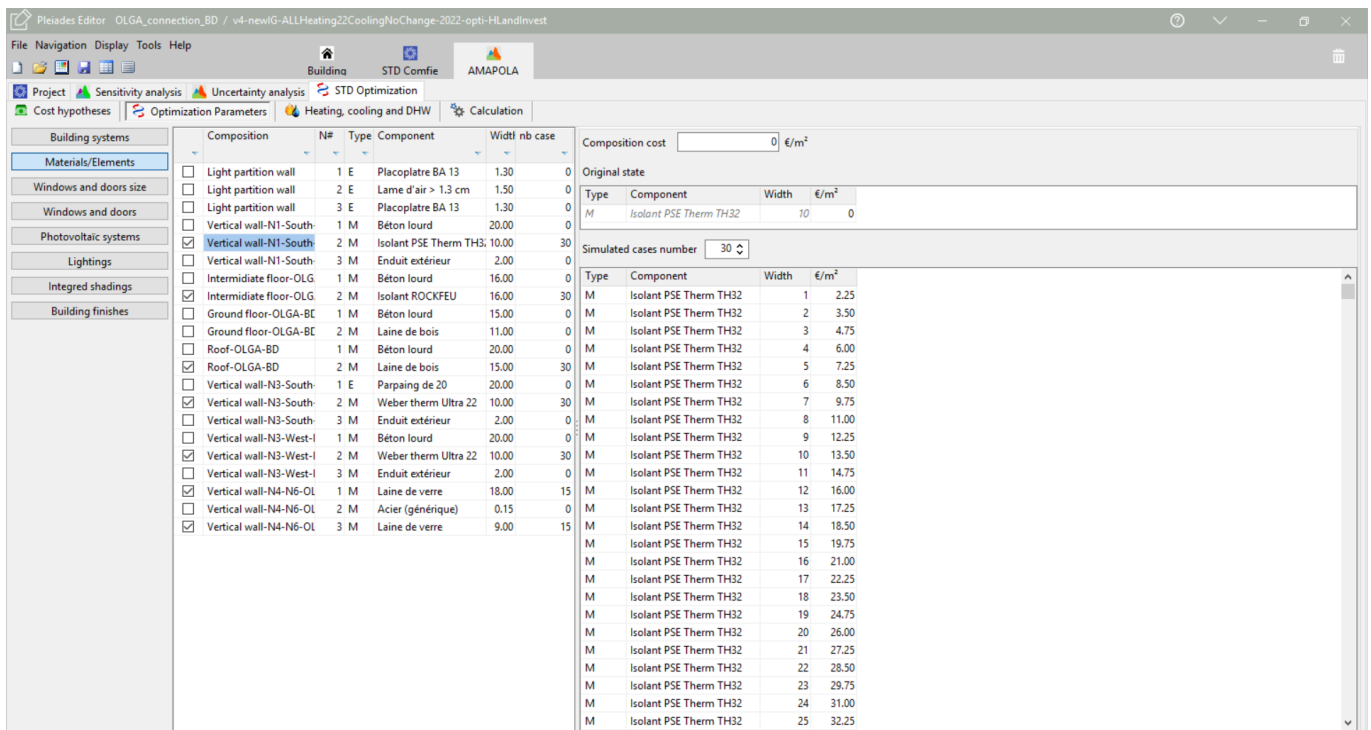 Pleiades Editor OLGA_connection_BD / v4-newIG-ALLHeating22CoolingNoChange-2022-opti-HLandInvest
File Navigation Display Tools Help
Building STD Comfie AMAPOLA
Project Sensitivity analysis Uncertainty analysis STD Optimization
Cost hypotheses Optimization Parameters Heating, cooling and DHW Calculation
Building systems
Materials/Elements
Windows and doors size
Windows and doors
Photovoltaïc systems
Lightings
Integred shadings
Building finishes
Composition N# Type Component Widtl nb case
Light partition wall 1 E Placoplatre BA 13 1.30 0
Light partition wall 2 E Lame d'air > 1.3 cm 1.50 0
Light partition wall 3 E Placoplatre BA 13 1.30 0
Vertical wall-N1-South- 1 M Béton lourd 20.00 0
Vertical wall-N1-South- 2 M Isolant PSE Therm TH3: 10.00 30
Vertical wall-N1-South- 3 M Enduit extérieur 2.00 0
Intermidiate floor-OLG. 1 M Béton lourd 16.00 0
Intermidiate floor-OLG. 2 M Isolant ROCKFEU 16.00 30
Ground floor-OLGA-BD 1 M Béton lourd 15.00 0
Ground floor-OLGA-BD 2 M Laine de bois 11.00 0
Roof-OLGA-BD 1 M Béton lourd 20.00 0
Roof-OLGA-BD 2 M Laine de bois 15.00 30
Vertical wall-N3-South- 1 E Parpaing de 20 20.00 0
Vertical wall-N3-South- 2 M Weber therm Ultra 22 10.00 30
Vertical wall-N3-South- 3 M Enduit extérieur 2.00 0
Vertical wall-N3-West-I 1 M Béton lourd 20.00 0
Vertical wall-N3-West-I 2 M Weber therm Ultra 22 10.00 30
Vertical wall-N3-West-I 3 M Enduit extérieur 2.00 0
Vertical wall-N4-N6-OL 1 M Laine de verre 18.00 15
Vertical wall-N4-N6-OL 2 M Acier (générique) 0.15 0
Vertical wall-N4-N6-OL 3 M Laine de verre 9.00 15
Composition cost 0 €/m²
Original state
Type Component Width €/m²
M Isolant PSE Therm TH32 10 0
Simulated cases number 30
Type Component Width €/m²
M Isolant PSE Therm TH32 1 2.25
M Isolant PSE Therm TH32 2 3.50
M Isolant PSE Therm TH32 3 4.75
M Isolant PSE Therm TH32 4 6.00
M Isolant PSE Therm TH32 5 7.25
M Isolant PSE Therm TH32 6 8.50
M Isolant PSE Therm TH32 7 9.75
M Isolant PSE Therm TH32 8 11.00
M Isolant PSE Therm TH32 9 12.25
M Isolant PSE Therm TH32 10 13.50
M Isolant PSE Therm TH32 11 14.75
M Isolant PSE Therm TH32 12 16.00
M Isolant PSE Therm TH32 13 17.25
M Isolant PSE Therm TH32 14 18.50
M Isolant PSE Therm TH32 15 19.75
M Isolant PSE Therm TH32 16 21.00
M Isolant PSE Therm TH32 17 22.25
M Isolant PSE Therm TH32 18 23.50
M Isolant PSE Therm TH32 19 24.75
M Isolant PSE Therm TH32 20 26.00
M Isolant PSE Therm TH32 21 27.25
M Isolant PSE Therm TH32 22 28.50
M Isolant PSE Therm TH32 23 29.75
M Isolant PSE Therm TH32 24 31.00
M Isolant PSE Therm TH32 25 32.25